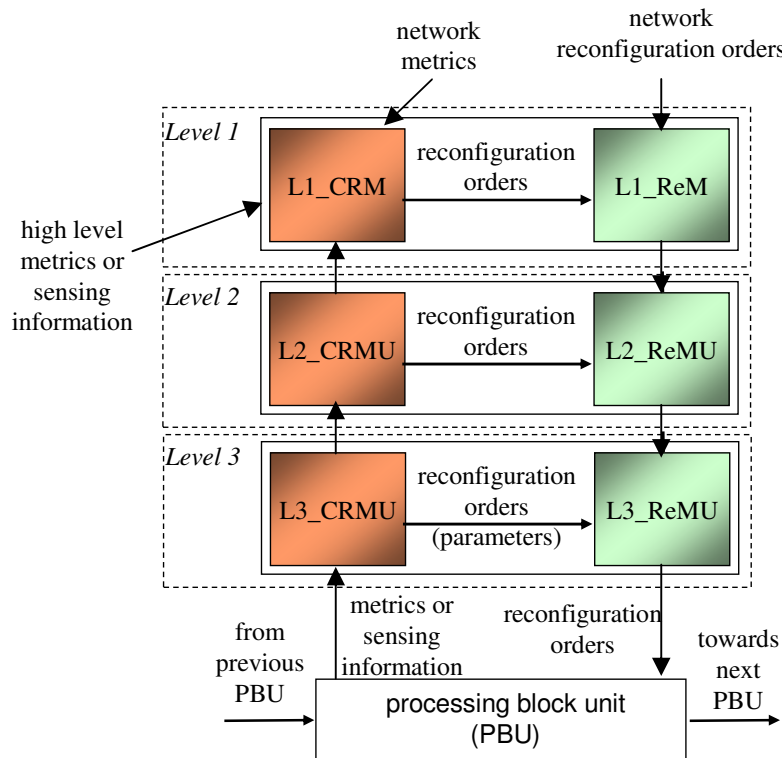 network
metrics
network
reconfiguration orders
Level 1
L1_CRM
reconfiguration
orders
L1_ReM
high level
metrics or
sensing
information
Level 2
L2_CRMU
reconfiguration
orders
L2_ReMU
Level 3
L3_CRMU
reconfiguration
orders
(parameters)
L3_ReMU
from
previous
PBU
metrics or
sensing
information
reconfiguration
orders
towards
next
PBU
processing block unit
(PBU)